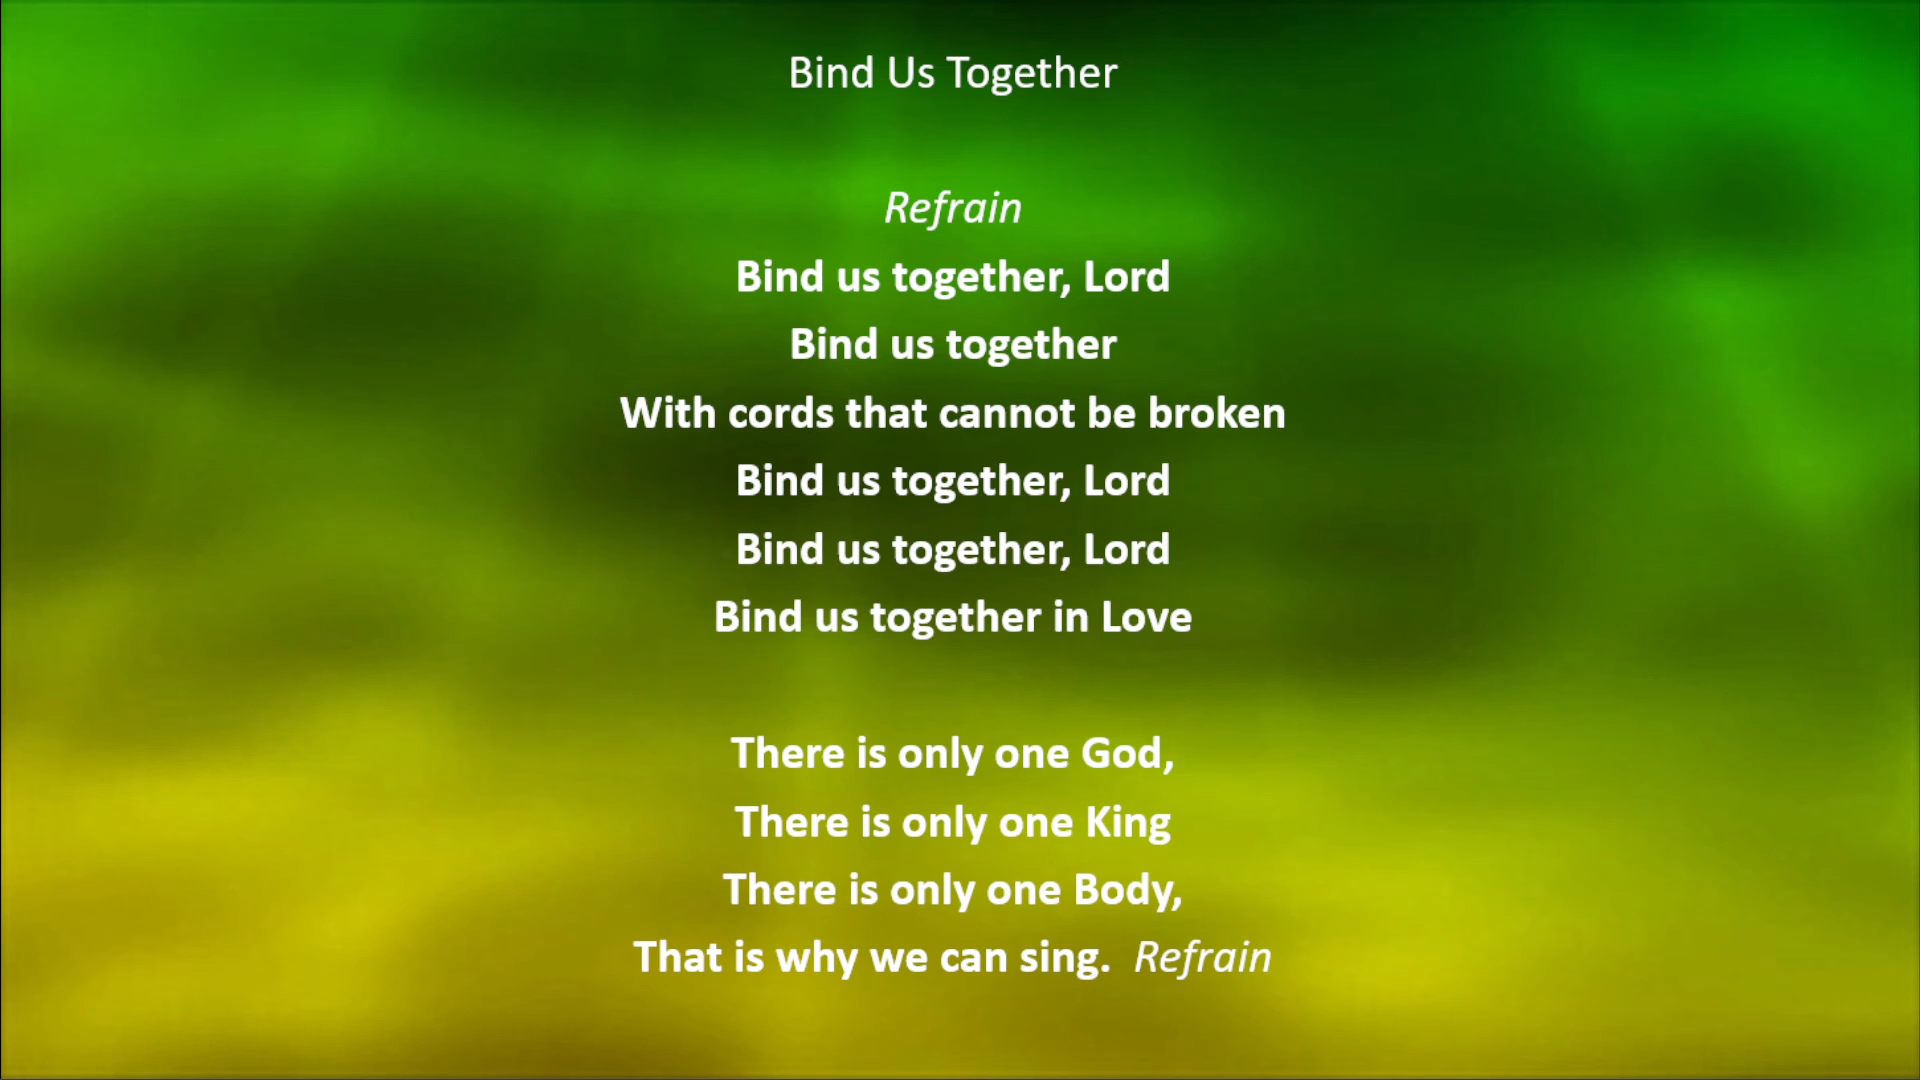 Bind Us Together
Refrain
Bind us together, Lord
Bind us together
With cords that cannot be broken
Bind us together, Lord
Bind us together, Lord
Bind us together in Love
There is only one God,
There is only one King
There is only one Body,
That is why we can sing.  Refrain